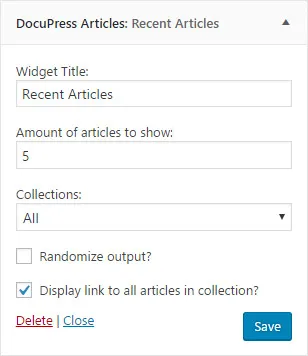 DocuPress Articles: Recent Articles
Widget Title:
Recent Articles
Amount of articles to show:
5
Collections:
All
Randomize output?
Display link to all articles in collection?
Delete | Close
Save